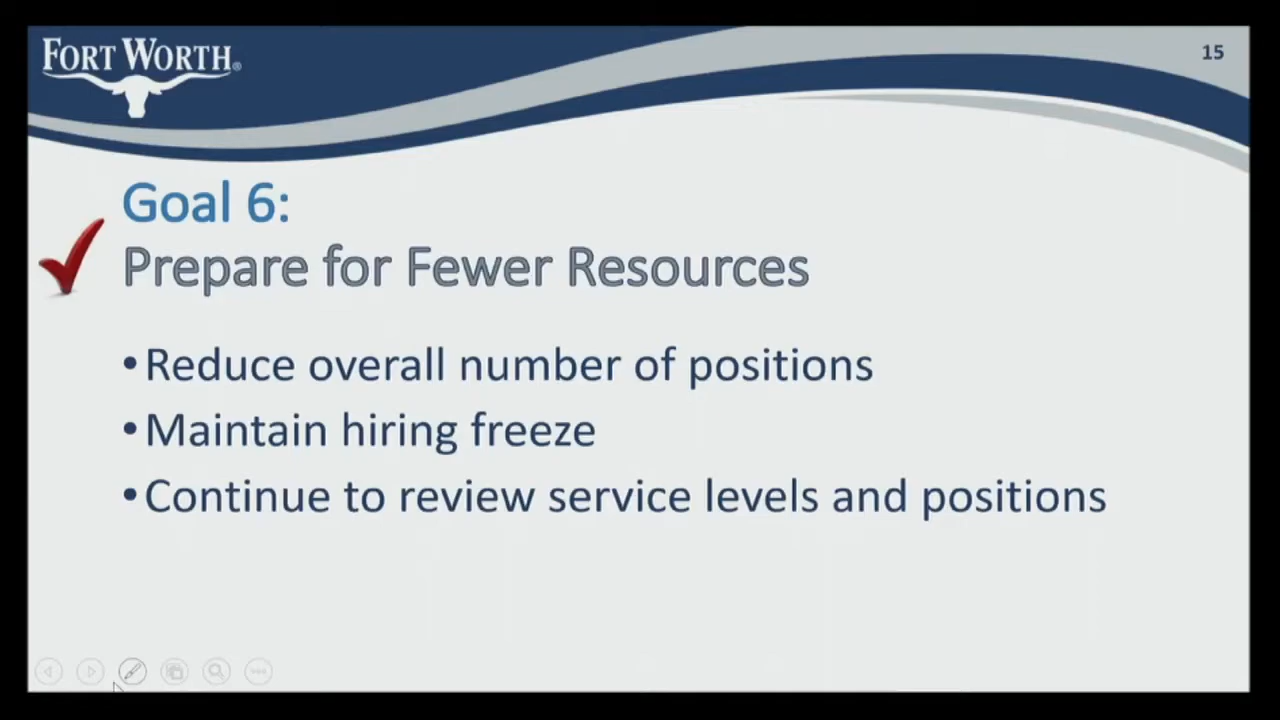 FORT WORTH®
15
Goal 6:
Prepare for Fewer Resources
•Reduce overall number of positions
•Maintain hiring freeze
•Continue to review service levels and positions